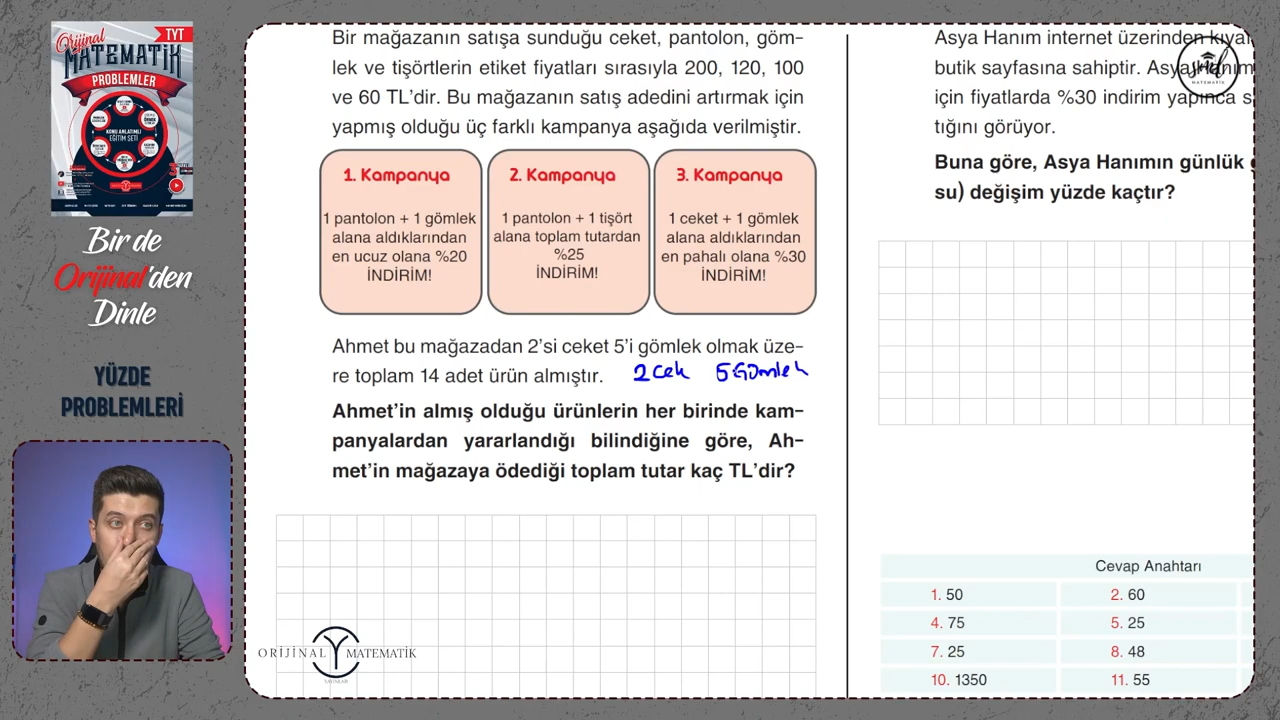 TYT
Orijinal
MATEMATİK
PROBLEMLER
KONU ANLATIMLI
EĞİTİM SETİ
Bir de
Orijinal'den
Dinle
YÜZDE
PROBLEMLERİ
Bir mağazanın satışa sunduğu ceket, pantolon, göm-
lek ve tişörtlerin etiket fiyatları sırasıyla 200, 120, 100
ve 60 TL'dir. Bu mağazanın satış adedini artırmak için
yapmış olduğu üç farklı kampanya aşağıda verilmiştir.
1. Kampanya
1 pantolon + 1 gömlek
alana aldıklarından
en ucuz olana %20
İNDİRİM!
2. Kampanya
1 pantolon + 1 tişört
alana toplam tutardan
%25
İNDİRİM!
3. Kampanya
1 ceket + 1 gömlek
alana aldıklarından
en pahalı olana %30
İNDİRİM!
Ahmet bu mağazadan 2'si ceket 5'i gömlek olmak üze-
re toplam 14 adet ürün almıştır. 2 Cek 5 Gömlek
Ahmet'in almış olduğu ürünlerin her birinde kam-
panyalardan yararlandığı bilindiğine göre, Ah-
met'in mağazaya ödediği toplam tutar kaç TL'dir?
ORİJİNAL MATEMATİK
YAYINLARI
Asya Hanım internet üzerinden
butik sayfasına sahiptir.
için fiyatlarda %30 indirim yapınca s
tığını görüyor.
Buna göre, Asya Hanımın günlük
su) değişim yüzde kaçtır?
MATEMATİK
Cevap Anahtarı
1. 50 2. 60
4. 75 5. 25
7. 25 8. 48
10. 1350 11. 55